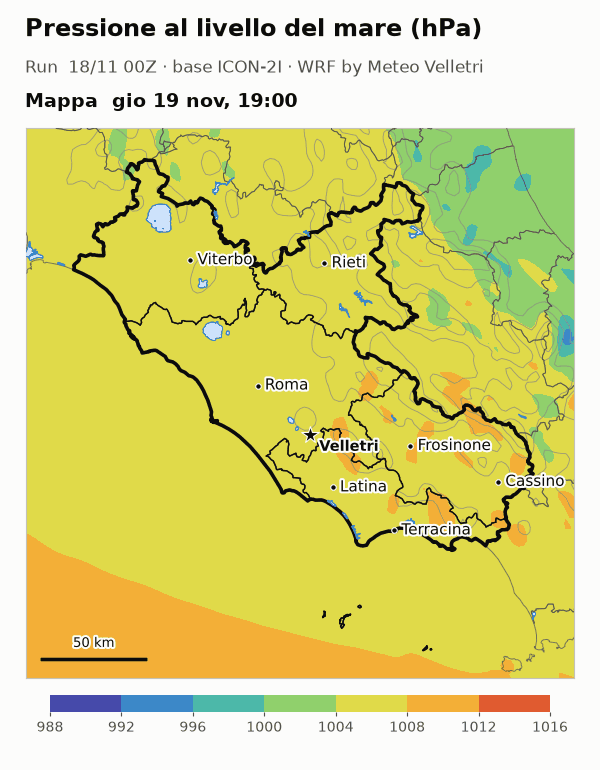 Pressione al livello del mare (hPa)
Run  18/11 00Z · base ICON-2I · WRF by Meteo Velletri
Mappa  gio 19 nov, 19:00
Viterbo
Rieti
Roma
Velletri
Frosinone
Latina
Cassino
Terracina
50 km
988 992 996 1000 1004 1008 1012 1016